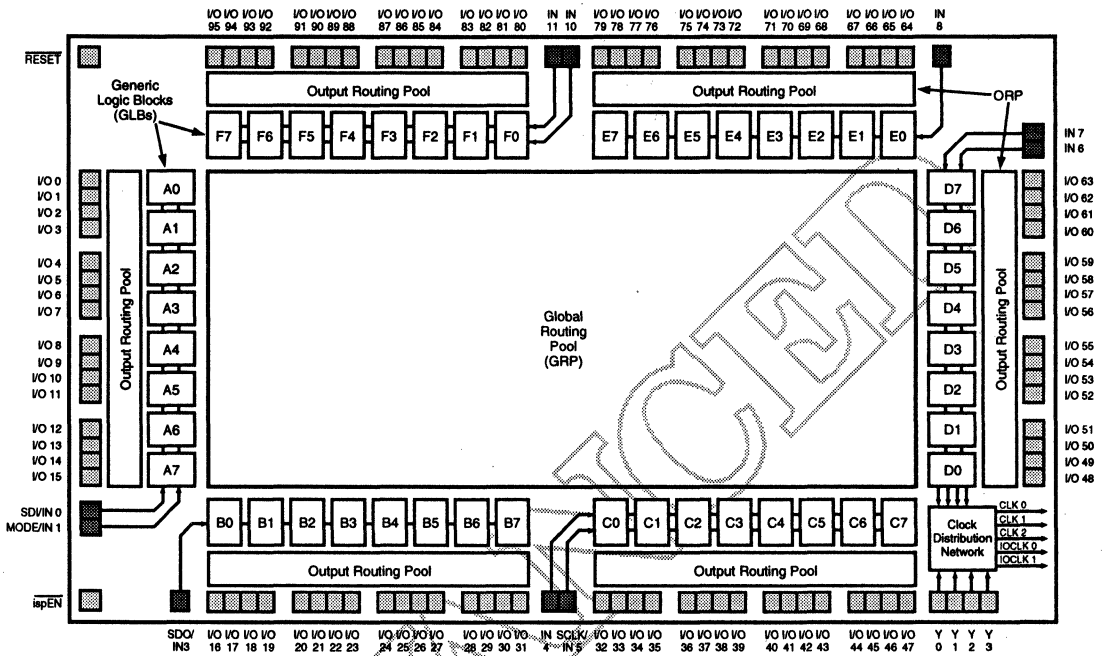 I/O I/O I/O I/O I/O I/O I/O I/O I/O I/O I/O I/O I/O I/O I/O I/O IN IN I/O I/O I/O I/O I/O I/O I/O I/O I/O I/O I/O I/O I/O I/O I/O I/O IN
95 94 93 92 91 90 89 88 87 86 85 84 83 82 81 80 11 10 79 78 77 76 75 74 73 72 71 70 69 68 67 66 65 64 8
RESET
Generic
Logic Blocks
(GLBs)
Output Routing Pool
Output Routing Pool
ORP
F7 F6 F5 F4 F3 F2 F1 F0
E7 E6 E5 E4 E3 E2 E1 E0
IN 7
IN 6
I/O 0
I/O 1
I/O 2
I/O 3
I/O 4
I/O 5
I/O 6
I/O 7
I/O 8
I/O 9
I/O 10
I/O 11
I/O 12
I/O 13
I/O 14
I/O 15
Output Routing Pool
A0
A1
A2
A3
A4
A5
A6
A7
Global
Routing
Pool
(GRP)
D7
D6
D5
D4
D3
D2
D1
D0
Output Routing Pool
I/O 63
I/O 62
I/O 61
I/O 60
I/O 59
I/O 58
I/O 57
I/O 56
I/O 55
I/O 54
I/O 53
I/O 52
I/O 51
I/O 50
I/O 49
I/O 48
SDI/IN 0
MODE/IN 1
B0 B1 B2 B3 B4 B5 B6 B7
C0 C1 C2 C3 C4 C5 C6 C7
Clock
Distribution
Network
CLK 0
CLK 1
CLK 2
IOCLK 0
IOCLK 1
Output Routing Pool
Output Routing Pool
ispEN
SDO/ I/O I/O I/O I/O I/O I/O I/O I/O I/O I/O I/O I/O I/O I/O I/O I/O IN SCLK/ I/O I/O I/O I/O I/O I/O I/O I/O I/O I/O I/O I/O I/O I/O I/O I/O Y Y Y Y
IN3 16 17 18 19 20 21 22 23 24 25 26 27 28 29 30 31 4 IN 5 32 33 34 35 36 37 38 39 40 41 42 43 44 45 46 47 0 1 2 3